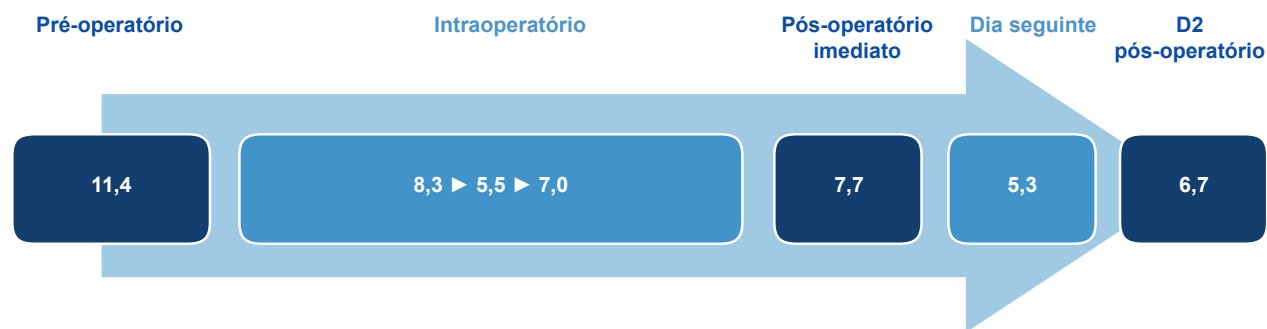 Pré-operatório
Intraoperatório
Pós-operatório
imediato
Dia seguinte
D2
pós-operatório
11,4
8,3 ► 5,5 ► 7,0
7,7
5,3
6,7